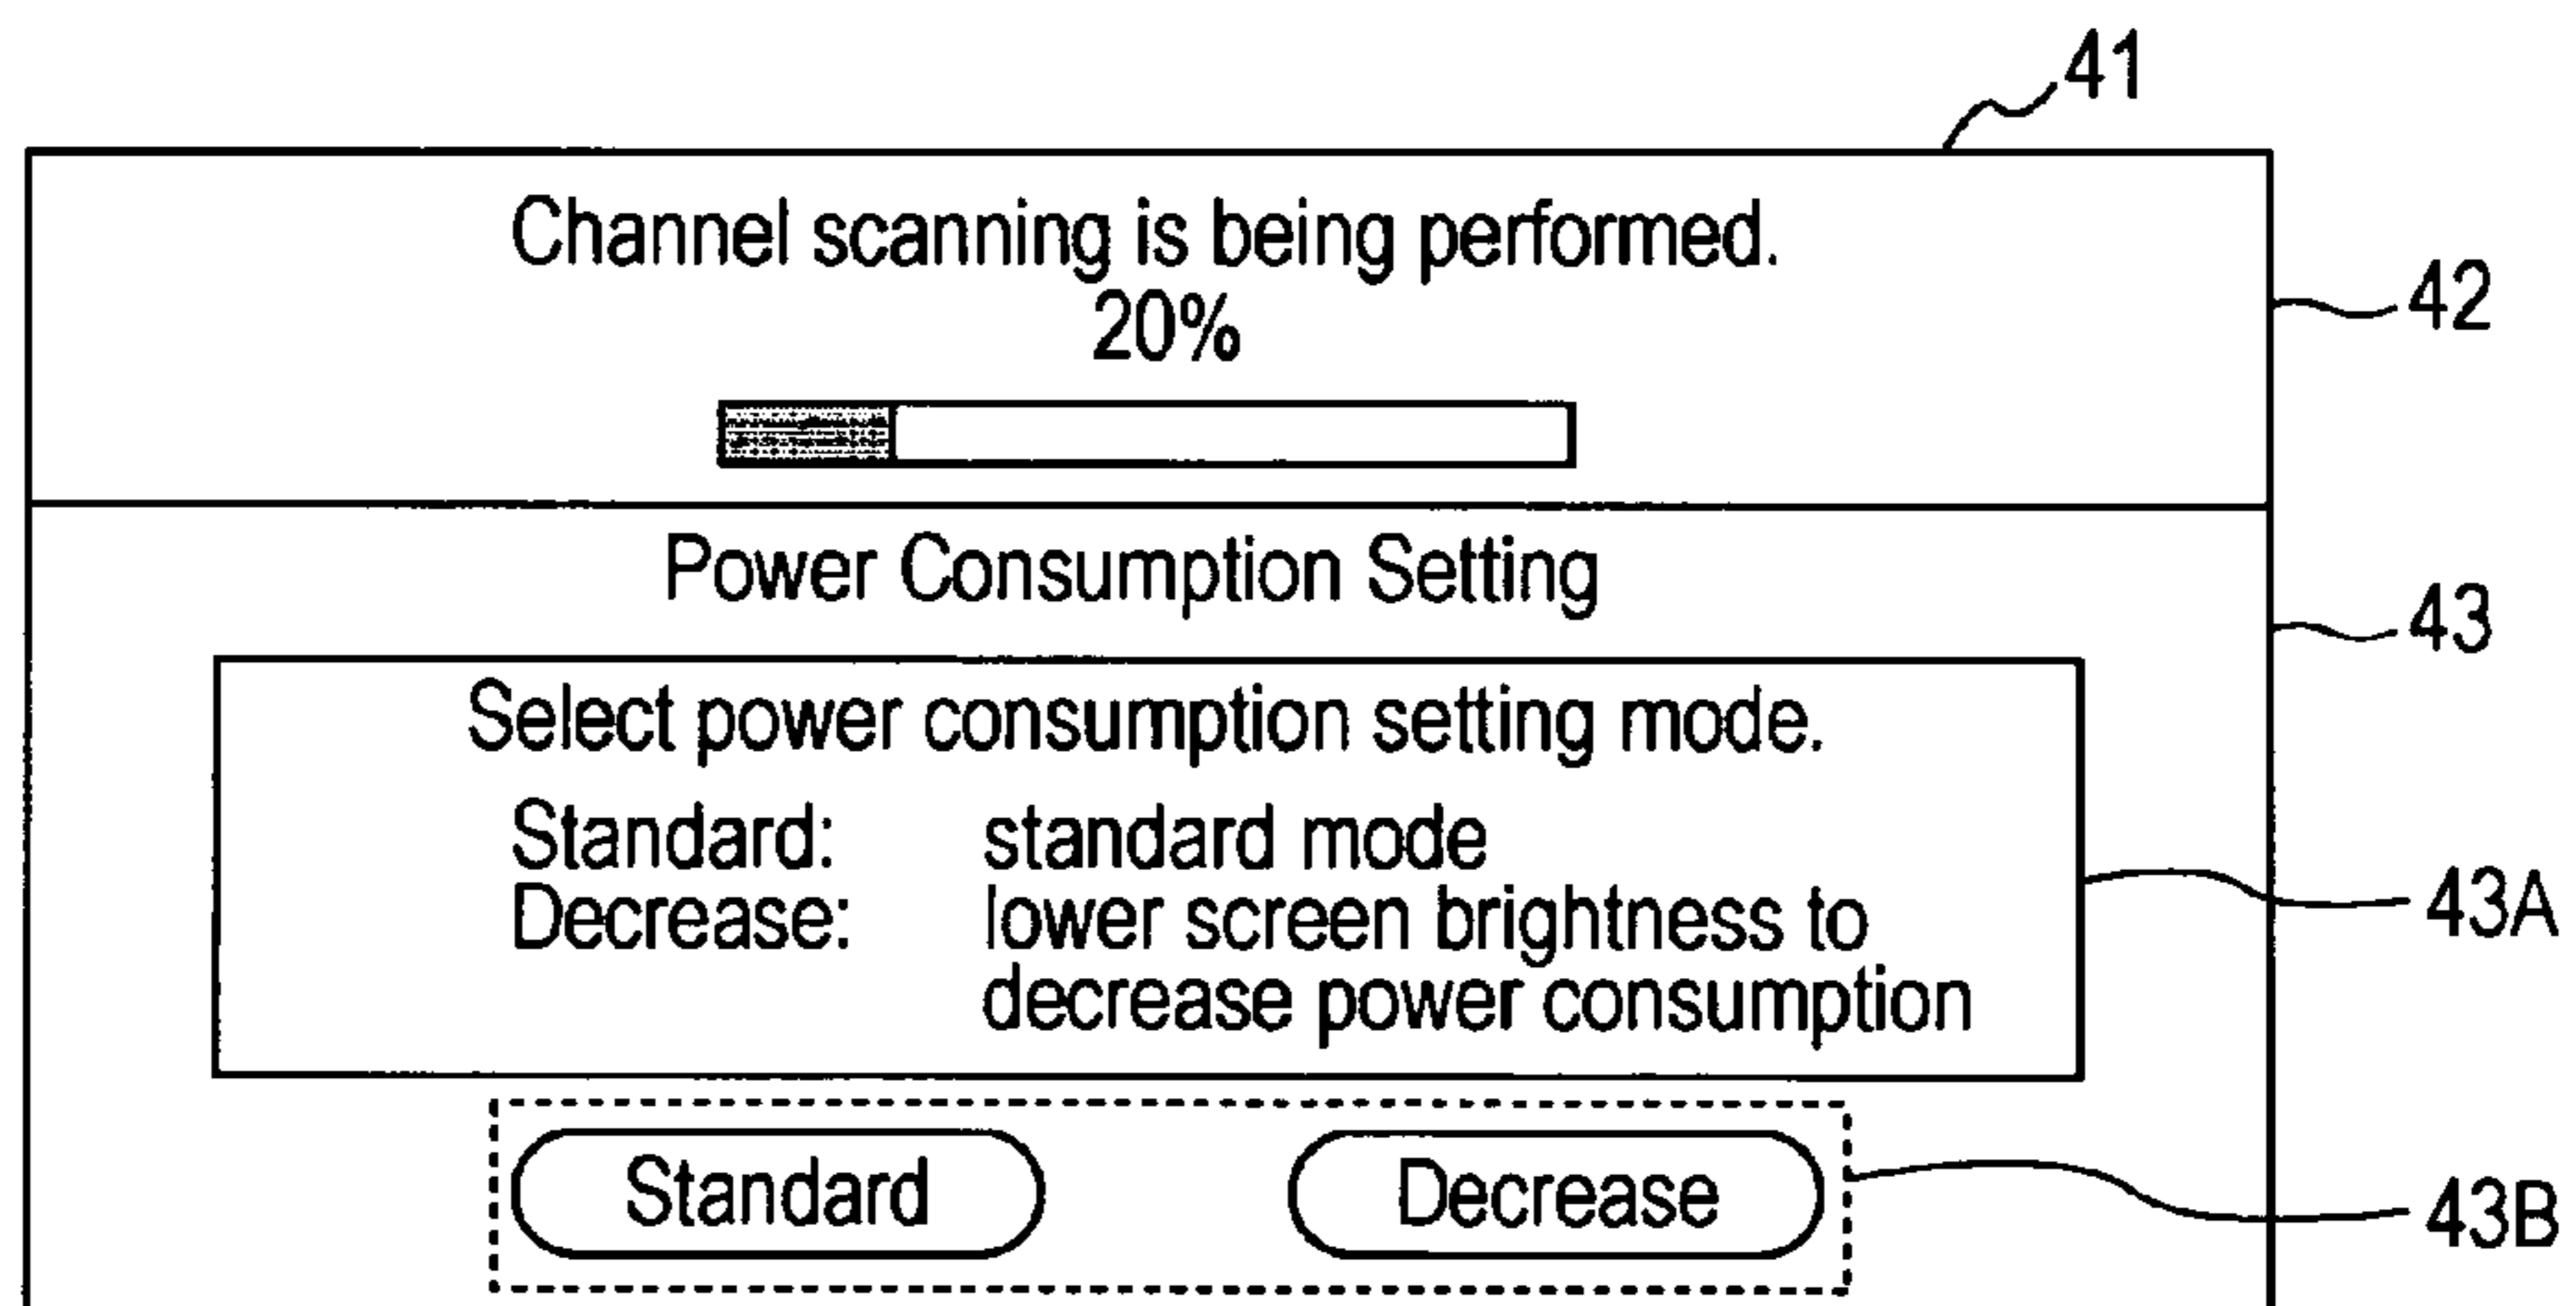 41
Channel scanning is being performed.
20%
42
Power Consumption Setting
43
Select power consumption setting mode.
Standard: standard mode
Decrease: lower screen brightness to
decrease power consumption
43A
Standard Decrease
43B